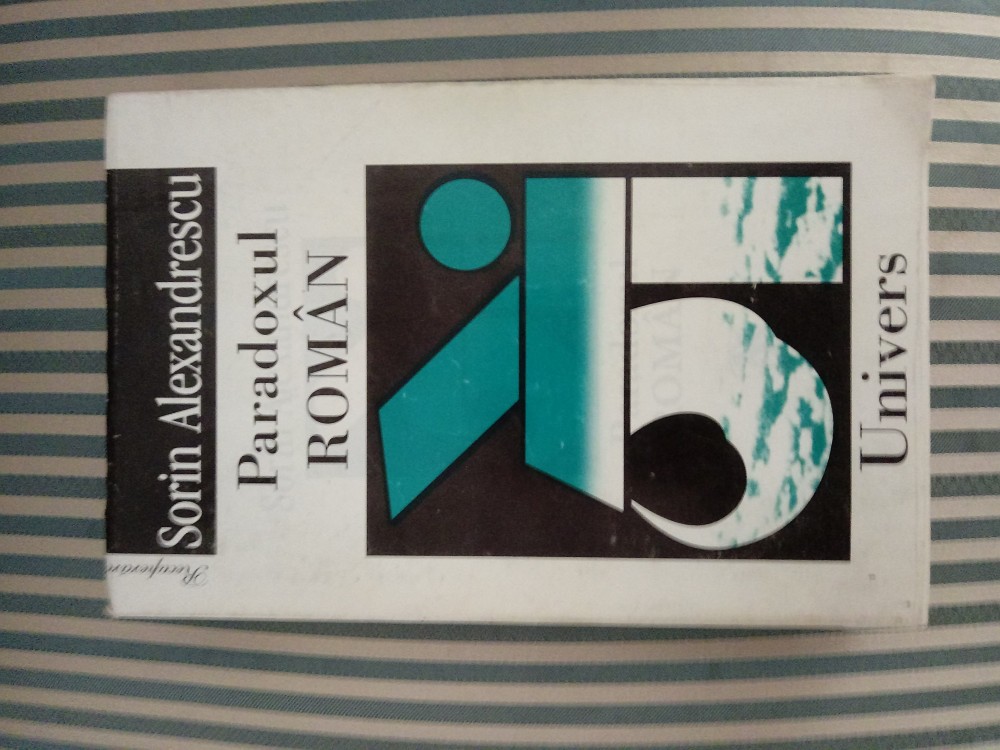 Sorin Alexandrescu
Paradoxul
ROMÂN
Univers